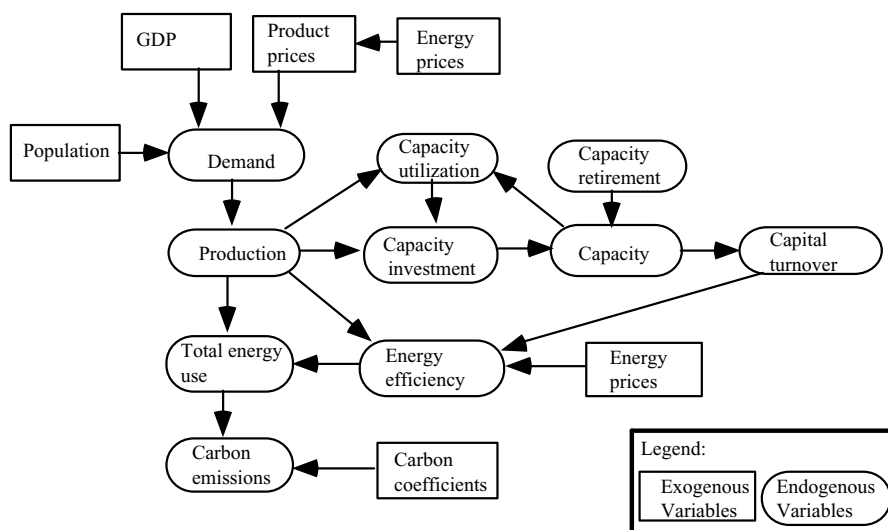 GDP
Product
prices
Energy
prices
Population
Demand
Capacity
utilization
Capacity
retirement
Production
Capacity
investment
Capacity
Capital
turnover
Total energy
use
Energy
efficiency
Energy
prices
Carbon
emissions
Carbon
coefficients
Legend:
Exogenous
Variables
Endogenous
Variables